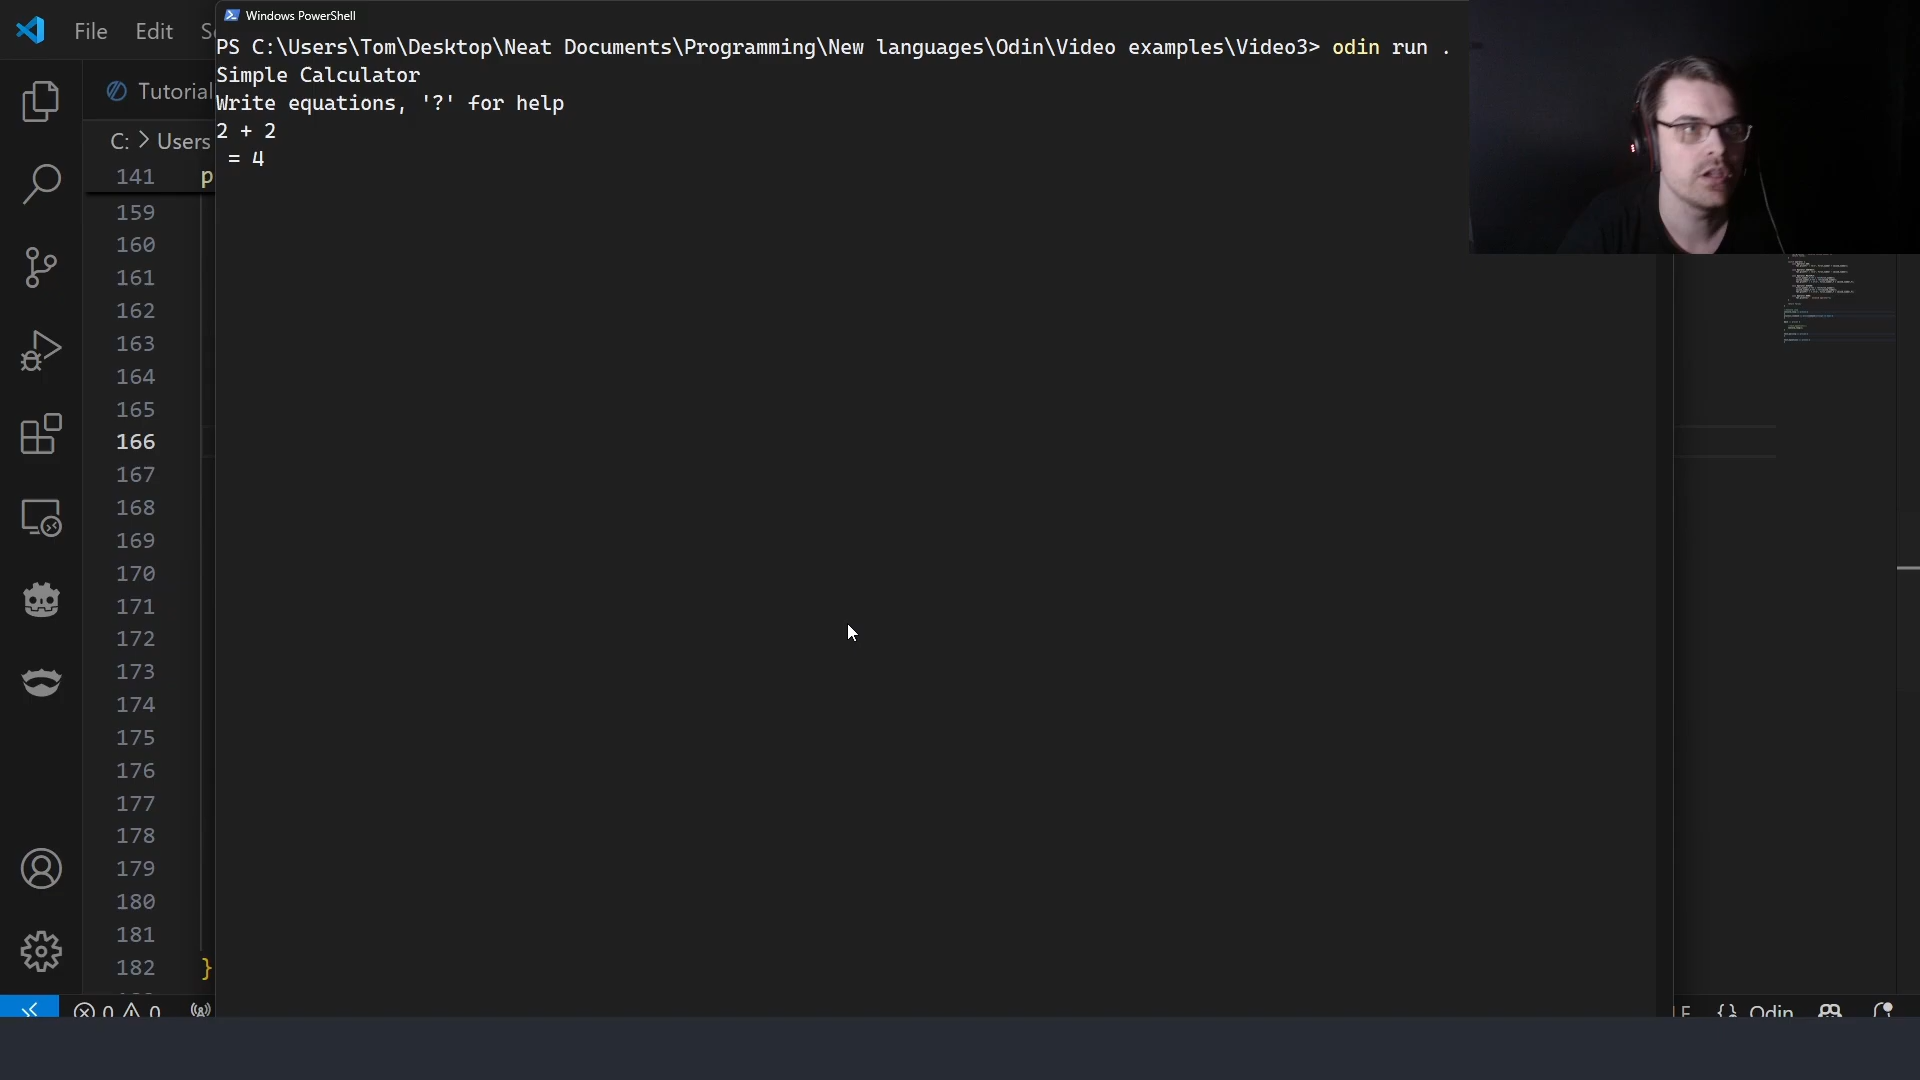 File Edit
Windows PowerShell
PS C:\Users\Tom\Desktop\Neat Documents\Programming\New languages\Odin\Video examples\Video3> odin run .
Simple Calculator
Write equations, '?' for help
2 + 2
= 4
Tutorial
C: > Users
141 p
159
160
161
162
163
164
165
166
167
168
169
170
171
172
173
174
175
176
177
178
179
180
181
182 }
0 0
{} Odin